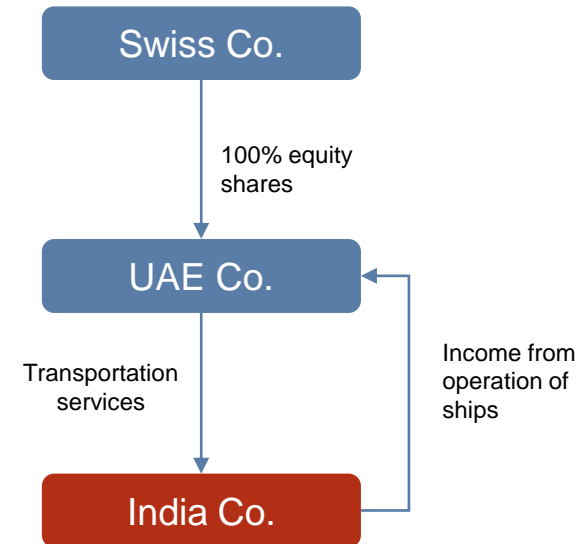 Swiss Co.
100% equity
shares
UAE Co.
Transportation
services
Income from
operation of
ships
India Co.